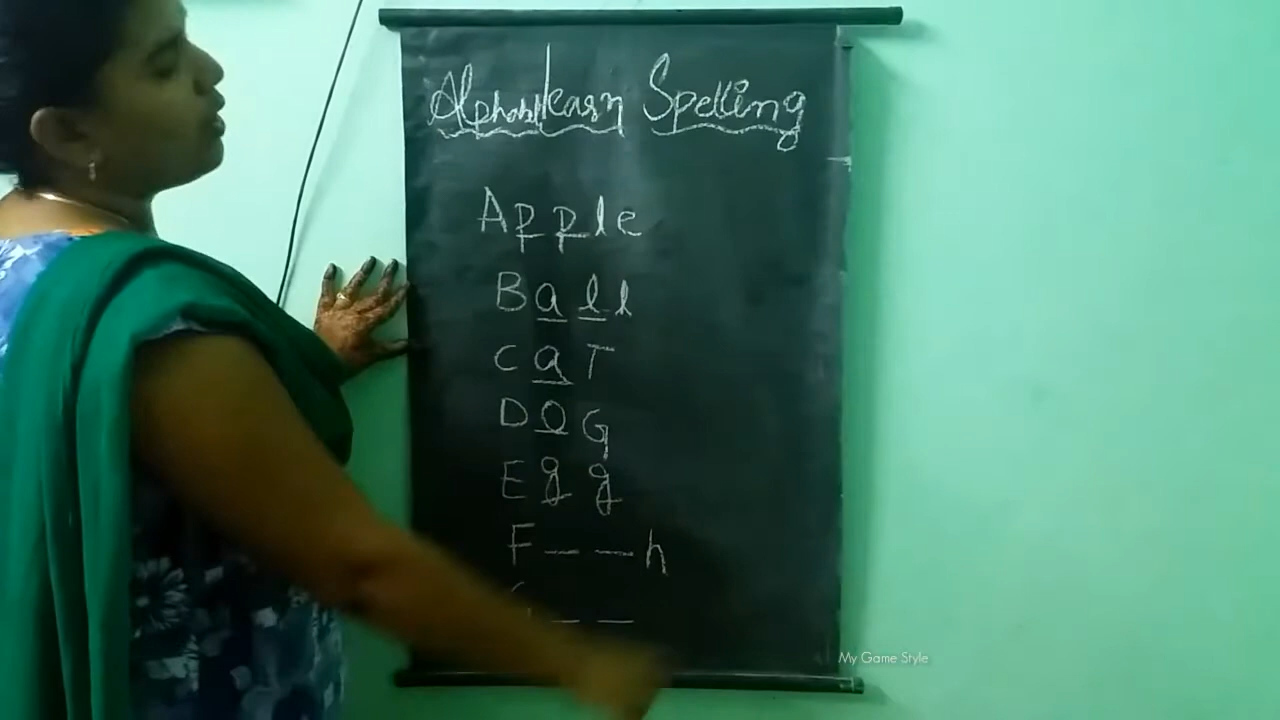 Alphabet learn Spelling
Apple
Ball
CaT
DOG
Egg
F _ _ h
G _ _
My Game Style